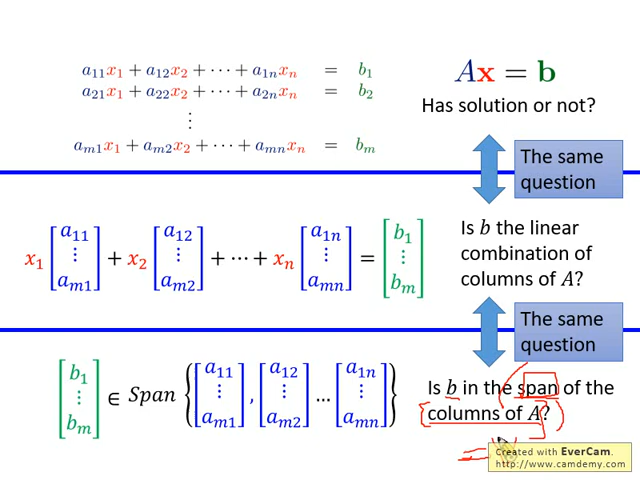 a11x1 + a12x2 + ··· + a1nxn = b1
a21x1 + a22x2 + ··· + a2nxn = b2
⋮
am1x1 + am2x2 + ··· + amnxn = bm
Ax = b
Has solution or not?
The same
question
x1 [a11 ⋮ am1] + x2 [a12 ⋮ am2] + ··· + xn [a1n ⋮ amn] = [b1 ⋮ bm]
Is b the linear
combination of
columns of A?
The same
question
[b1 ⋮ bm] ∈ Span {[a11 ⋮ am1], [a12 ⋮ am2] ... [a1n ⋮ amn]}
Is b in the span of the
columns of A?
Created with EverCam.
http://www.camdemy.com